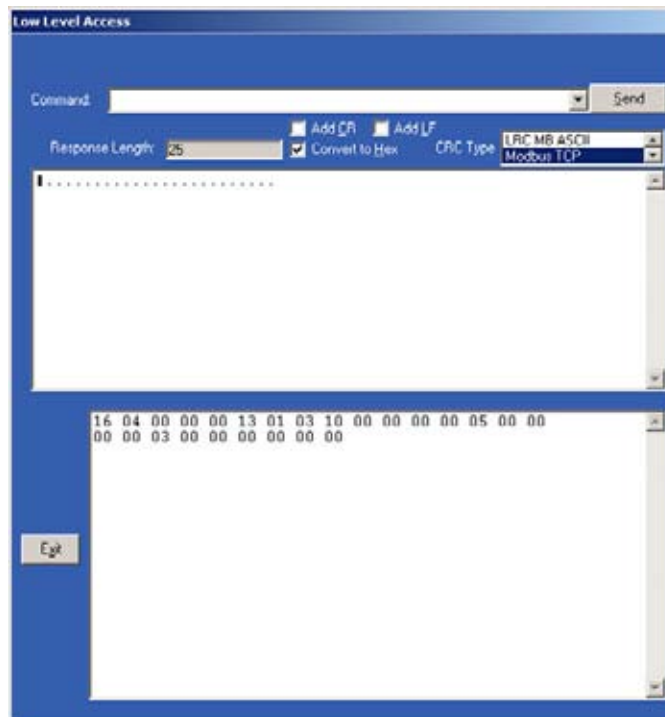 Low Level Access
Command:
Send
Add CR Add LF
Response Length: 25 Convert to Hex CRC Type
LRC MB ASCII
Modbus TCP
16 04 00 00 00 13 01 03 10 00 00 00 00 05 00 00
00 00 03 00 00 00 00 00 00
Exit